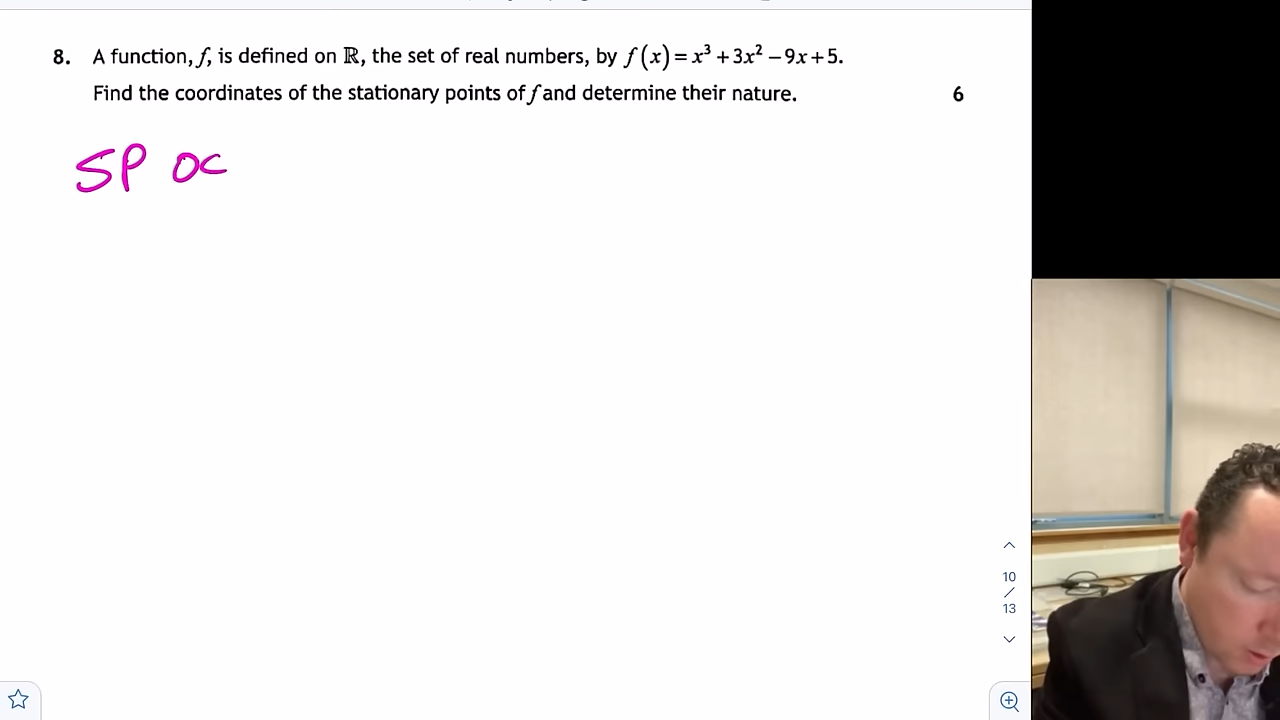 8. A function, f, is defined on ℝ, the set of real numbers, by f(x) = x³ + 3x² − 9x + 5.
Find the coordinates of the stationary points of f and determine their nature. 6
SP oc
10
/
13